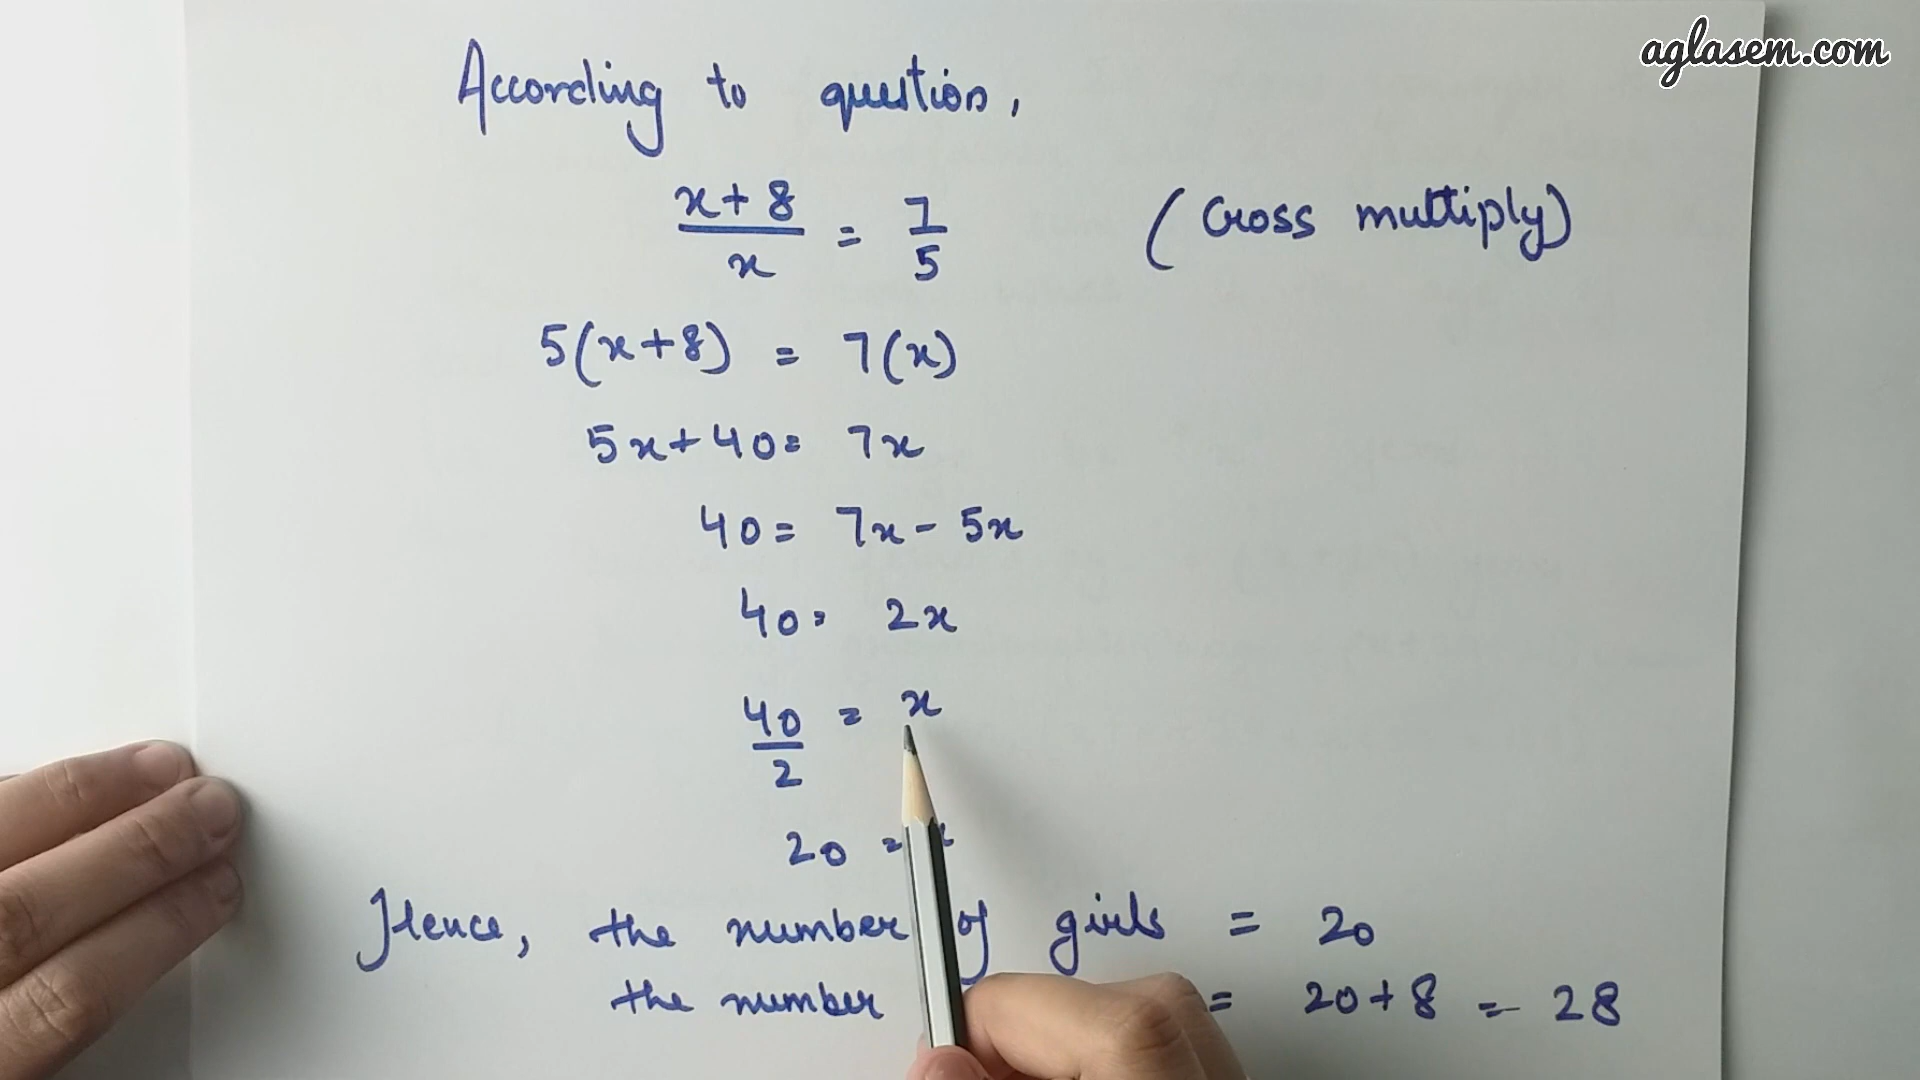 aglasem.com
According to question,
x+8/x = 7/5 (Cross multiply)
5(x+8) = 7(x)
5x+40= 7x
40= 7x- 5x
40= 2x
40/2 = x
20 =
Hence, the number of girls = 20
the number = 20+8 = 28